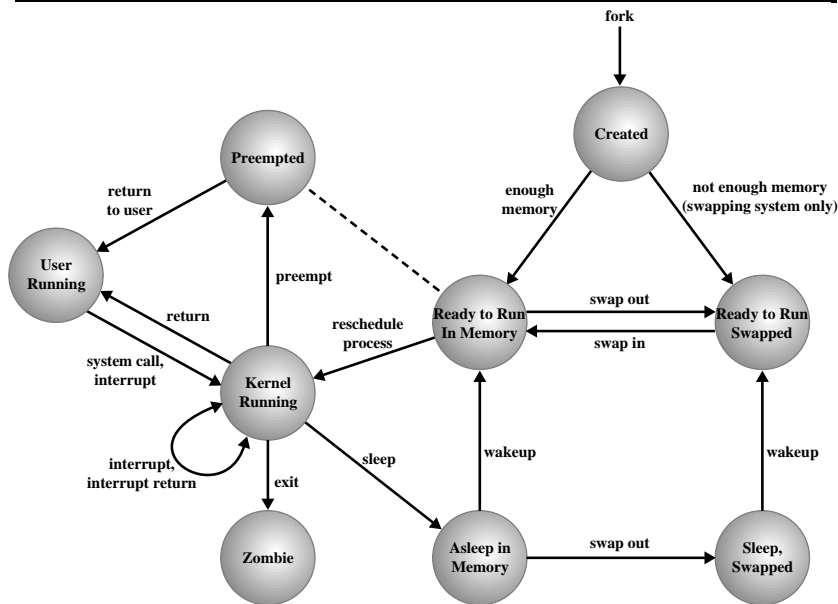 fork
Created
Preempted
enough
memory
not enough memory
(swapping system only)
return
to user
User
Running
preempt
return
Ready to Run
In Memory
swap out
swap in
Ready to Run
Swapped
reschedule
process
system call,
interrupt
Kernel
Running
interrupt,
interrupt return
sleep
exit
wakeup
wakeup
Zombie
Asleep in
Memory
swap out
Sleep,
Swapped